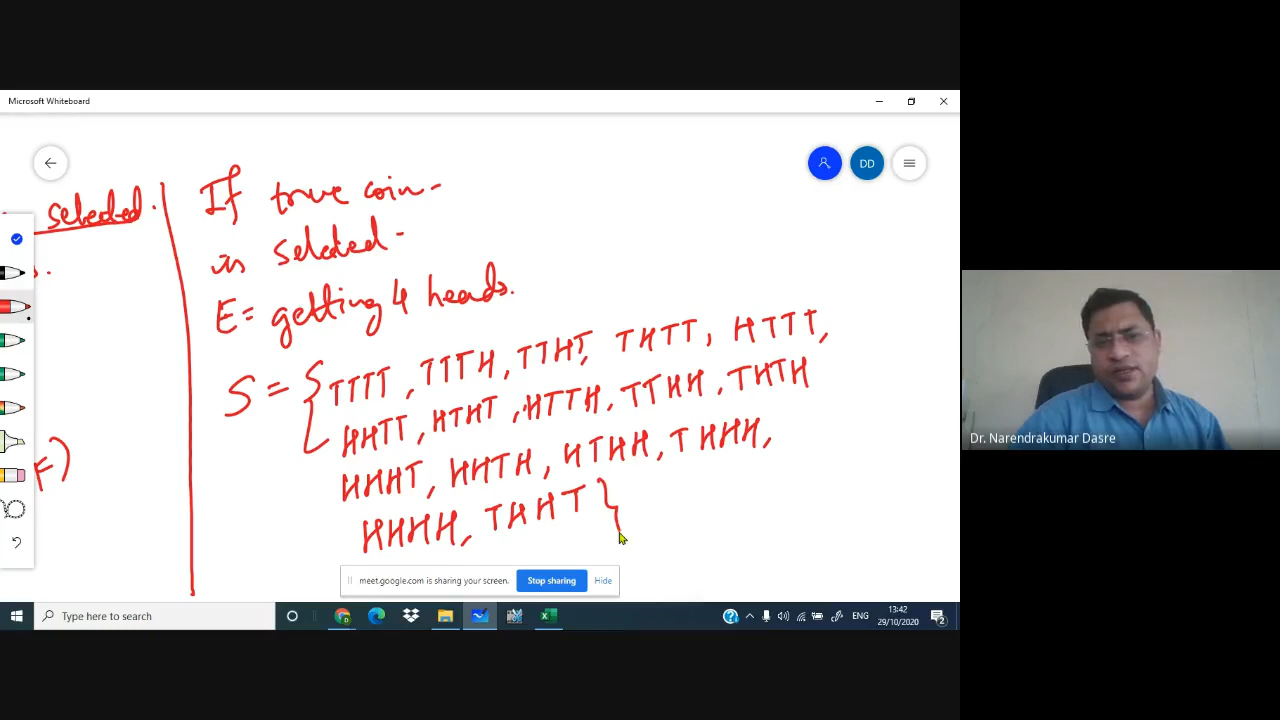 Microsoft Whiteboard
DD
selected.
s.
F)
If true coin-
is selected-
E = getting 4 heads.
S = { TTTT, TTTH, TTHT, THTT, HTTT,
HHTT, HTHT, HTTH, TTHH, THTH
HHHT, HHTH, HTHH, THHH,
HHHH, THHT }
meet.google.com is sharing your screen.
Stop sharing
Hide
Type here to search
ENG
13:42
29/10/2020
2
Dr. Narendrakumar Dasre